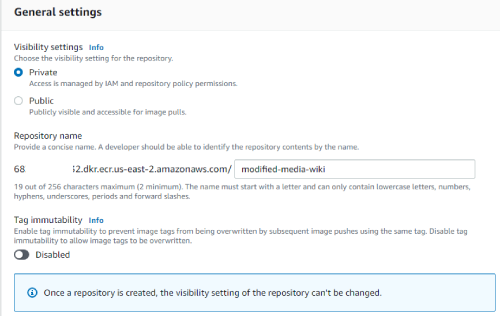 General settings
Visibility settings Info
Choose the visibility setting for the repository.
Private
Access is managed by IAM and repository policy permissions.
Public
Publicly visible and accessible for image pulls.
Repository name
Provide a concise name. A developer should be able to identify the repository contents by the name.
68 52.dkr.ecr.us-east-2.amazonaws.com/ modified-media-wiki
19 out of 256 characters maximum (2 minimum). The name must start with a letter and can only contain lowercase letters, numbers,
hyphens, underscores, periods and forward slashes.
Tag immutability Info
Enable tag immutability to prevent image tags from being overwritten by subsequent image pushes using the same tag. Disable tag
immutability to allow image tags to be overwritten.
Disabled
Once a repository is created, the visibility setting of the repository can't be changed.